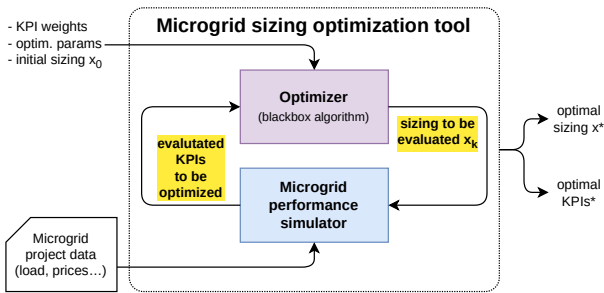 Microgrid sizing optimization tool
- KPI weights
- optim. params
- initial sizing x0
Optimizer
(blackbox algorithm)
evalutated
KPIs
to be
optimized
sizing to be
evaluated xk
Microgrid
performance
simulator
Microgrid
project data
(load, prices...)
optimal
sizing x*
optimal
KPIs*